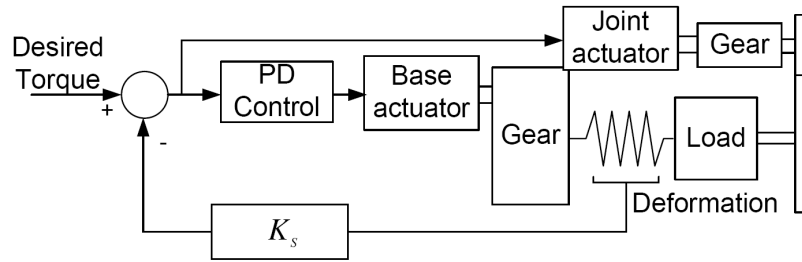 Desired
Torque
+
-
PD
Control
Base
actuator
Gear
Joint
actuator
Gear
Load
Deformation
K_s